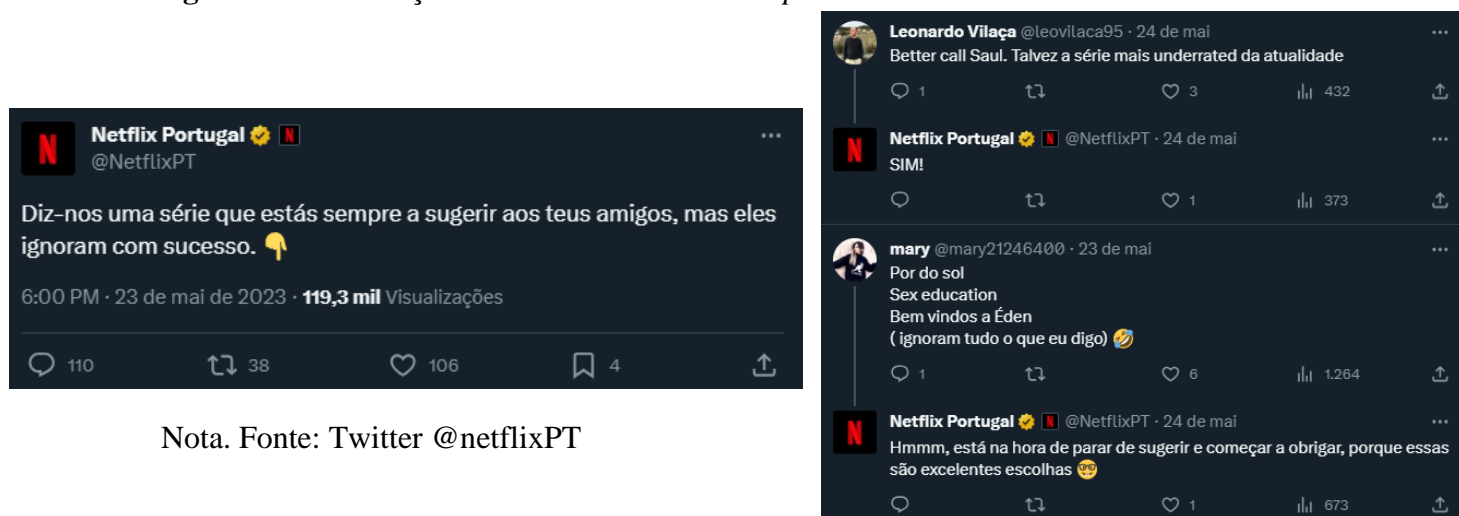 Netflix Portugal
@NetflixPT
Diz-nos uma série que estás sempre a sugerir aos teus amigos, mas eles
ignoram com sucesso. 👇
6:00 PM · 23 de mai de 2023 · 119,3 mil Visualizações
110 38 106 4
Nota. Fonte: Twitter @netflixPT
Leonardo Vilaça @leovilaca95 · 24 de mai
Better call Saul. Talvez a série mais underrated da atualidade
1 3 432
Netflix Portugal @NetflixPT · 24 de mai
SIM!
1 373
mary @mary21246400 · 23 de mai
Por do sol
Sex education
Bem vindos a Éden
( ignoram tudo o que eu digo) 🤣
1 6 1.264
Netflix Portugal @NetflixPT · 24 de mai
Hmmm, está na hora de parar de sugerir e começar a obrigar, porque essas
são excelentes escolhas 🤓
1 673